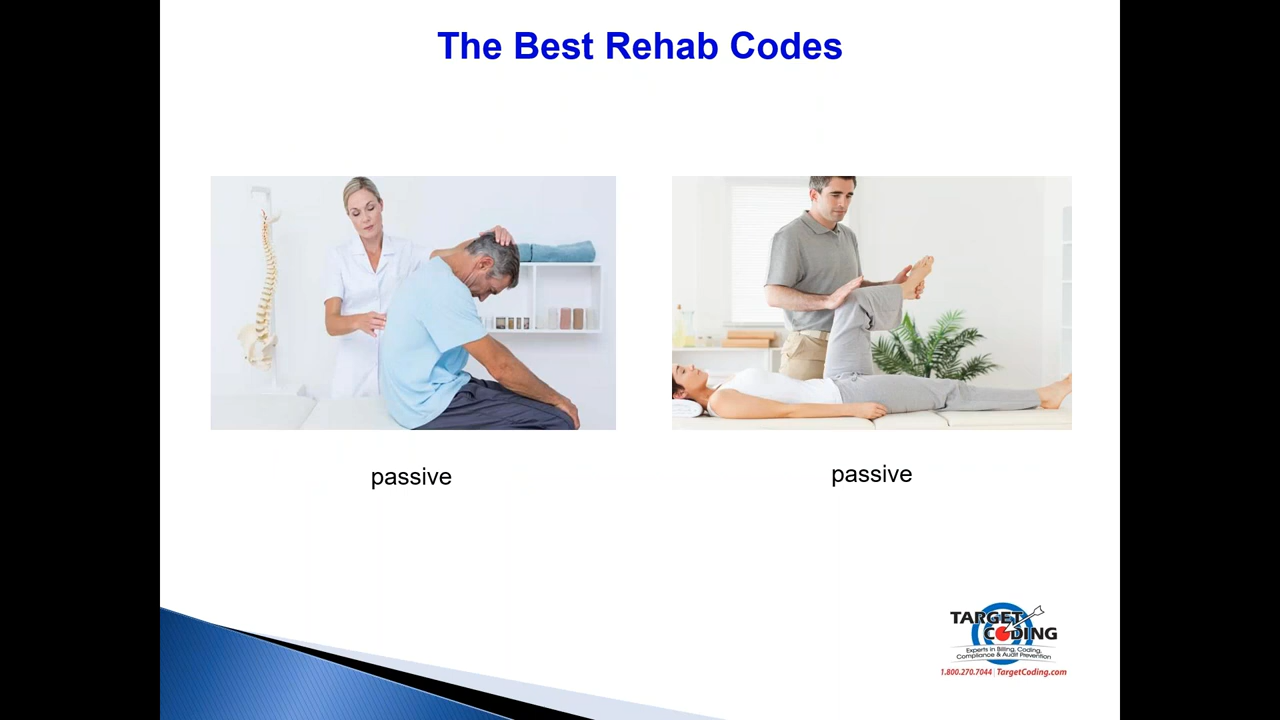 The Best Rehab Codes
passive
passive
TARGET
CODING
Experts in Billing, Coding,
Compliance & Audit Prevention
1.800.270.7044 | TargetCoding.com